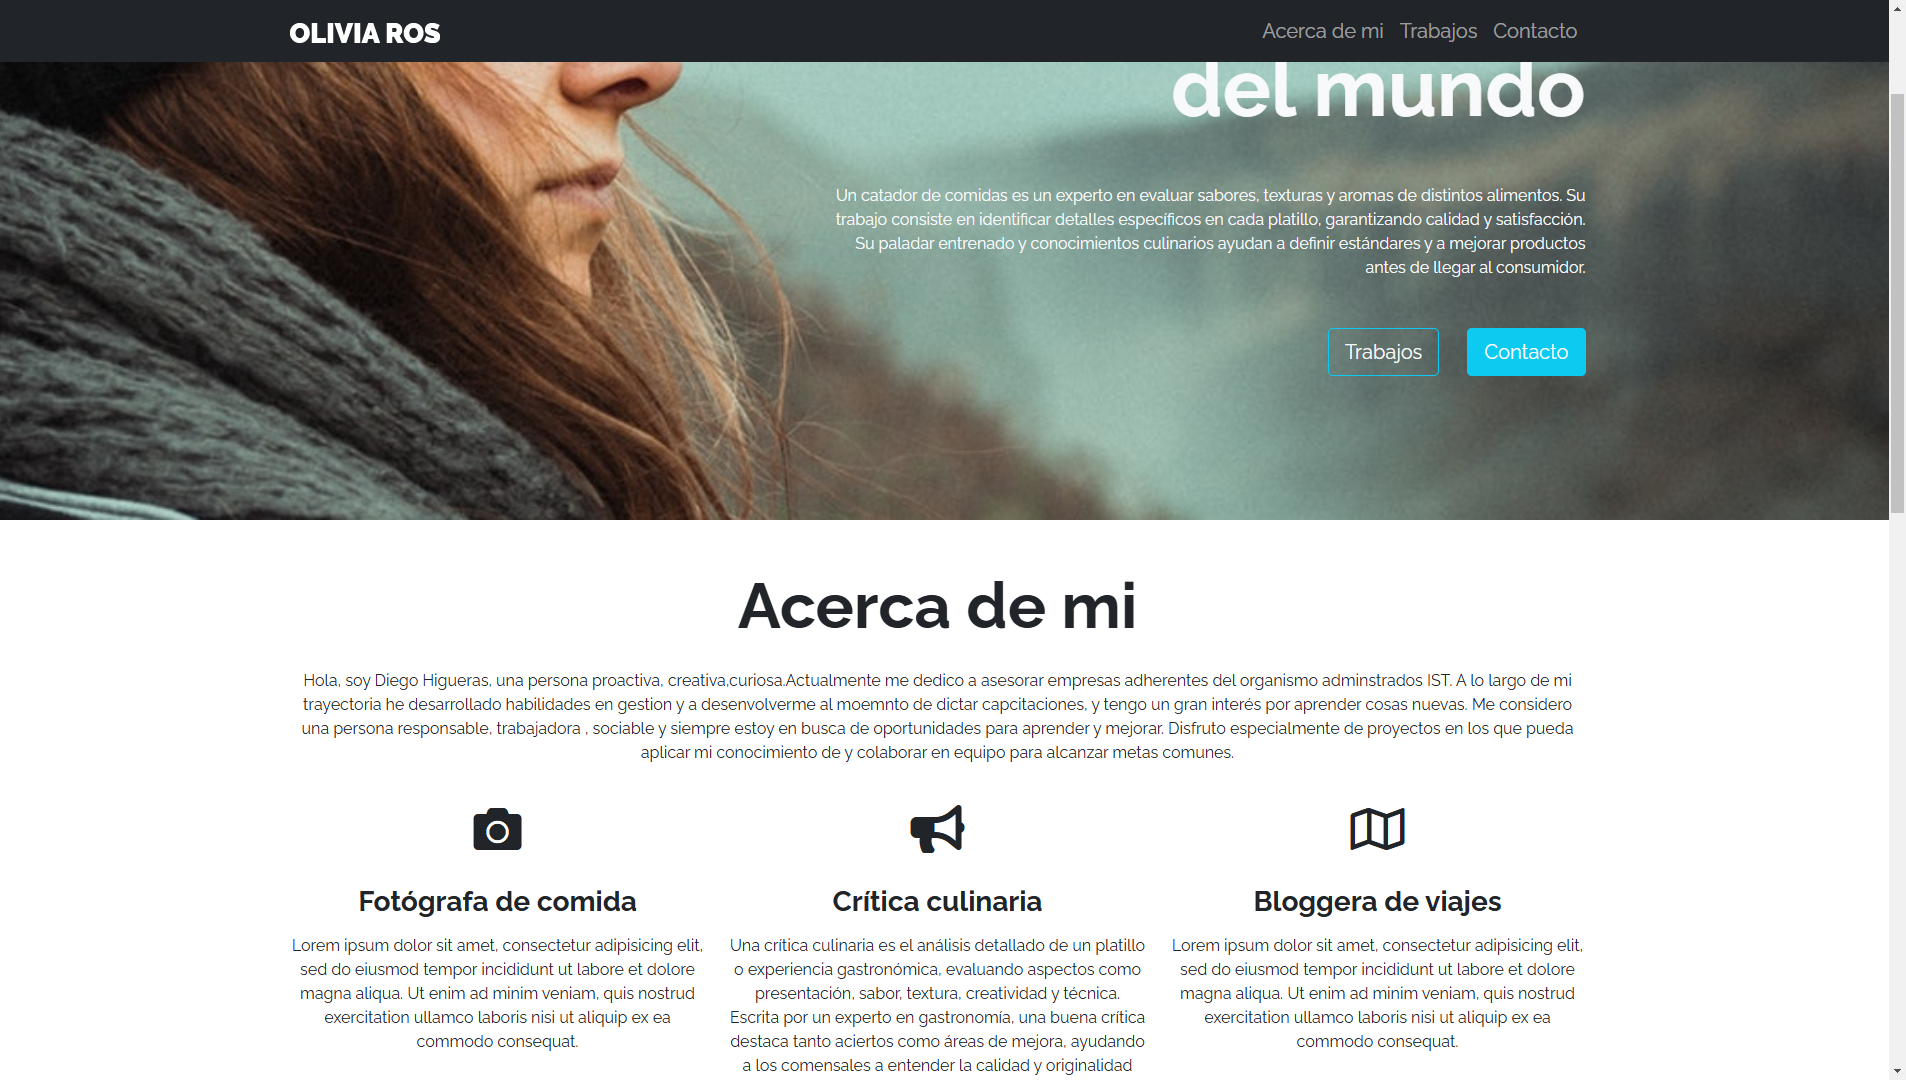 OLIVIA ROS
Acerca de mi
Trabajos
Contacto
del mundo
Un catador de comidas es un experto en evaluar sabores, texturas y aromas de distintos alimentos. Su
trabajo consiste en identificar detalles específicos en cada platillo, garantizando calidad y satisfacción.
Su paladar entrenado y conocimientos culinarios ayudan a definir estándares y a mejorar productos
antes de llegar al consumidor.
Trabajos
Contacto
Acerca de mi
Hola, soy Diego Higueras, una persona proactiva, creativa,curiosa.Actualmente me dedico a asesorar empresas adherentes del organismo adminstrados IST. A lo largo de mi
trayectoria he desarrollado habilidades en gestion y a desenvolverme al moemnto de dictar capcitaciones, y tengo un gran interés por aprender cosas nuevas. Me considero
una persona responsable, trabajadora , sociable y siempre estoy en busca de oportunidades para aprender y mejorar. Disfruto especialmente de proyectos en los que pueda
aplicar mi conocimiento de y colaborar en equipo para alcanzar metas comunes.
Fotógrafa de comida
Lorem ipsum dolor sit amet, consectetur adipisicing elit,
sed do eiusmod tempor incididunt ut labore et dolore
magna aliqua. Ut enim ad minim veniam, quis nostrud
exercitation ullamco laboris nisi ut aliquip ex ea
commodo consequat.
Crítica culinaria
Una crítica culinaria es el análisis detallado de un platillo
o experiencia gastronómica, evaluando aspectos como
presentación, sabor, textura, creatividad y técnica.
Escrita por un experto en gastronomía, una buena crítica
destaca tanto aciertos como áreas de mejora, ayudando
a los comensales a entender la calidad y originalidad
Bloggera de viajes
Lorem ipsum dolor sit amet, consectetur adipisicing elit,
sed do eiusmod tempor incididunt ut labore et dolore
magna aliqua. Ut enim ad minim veniam, quis nostrud
exercitation ullamco laboris nisi ut aliquip ex ea
commodo consequat.